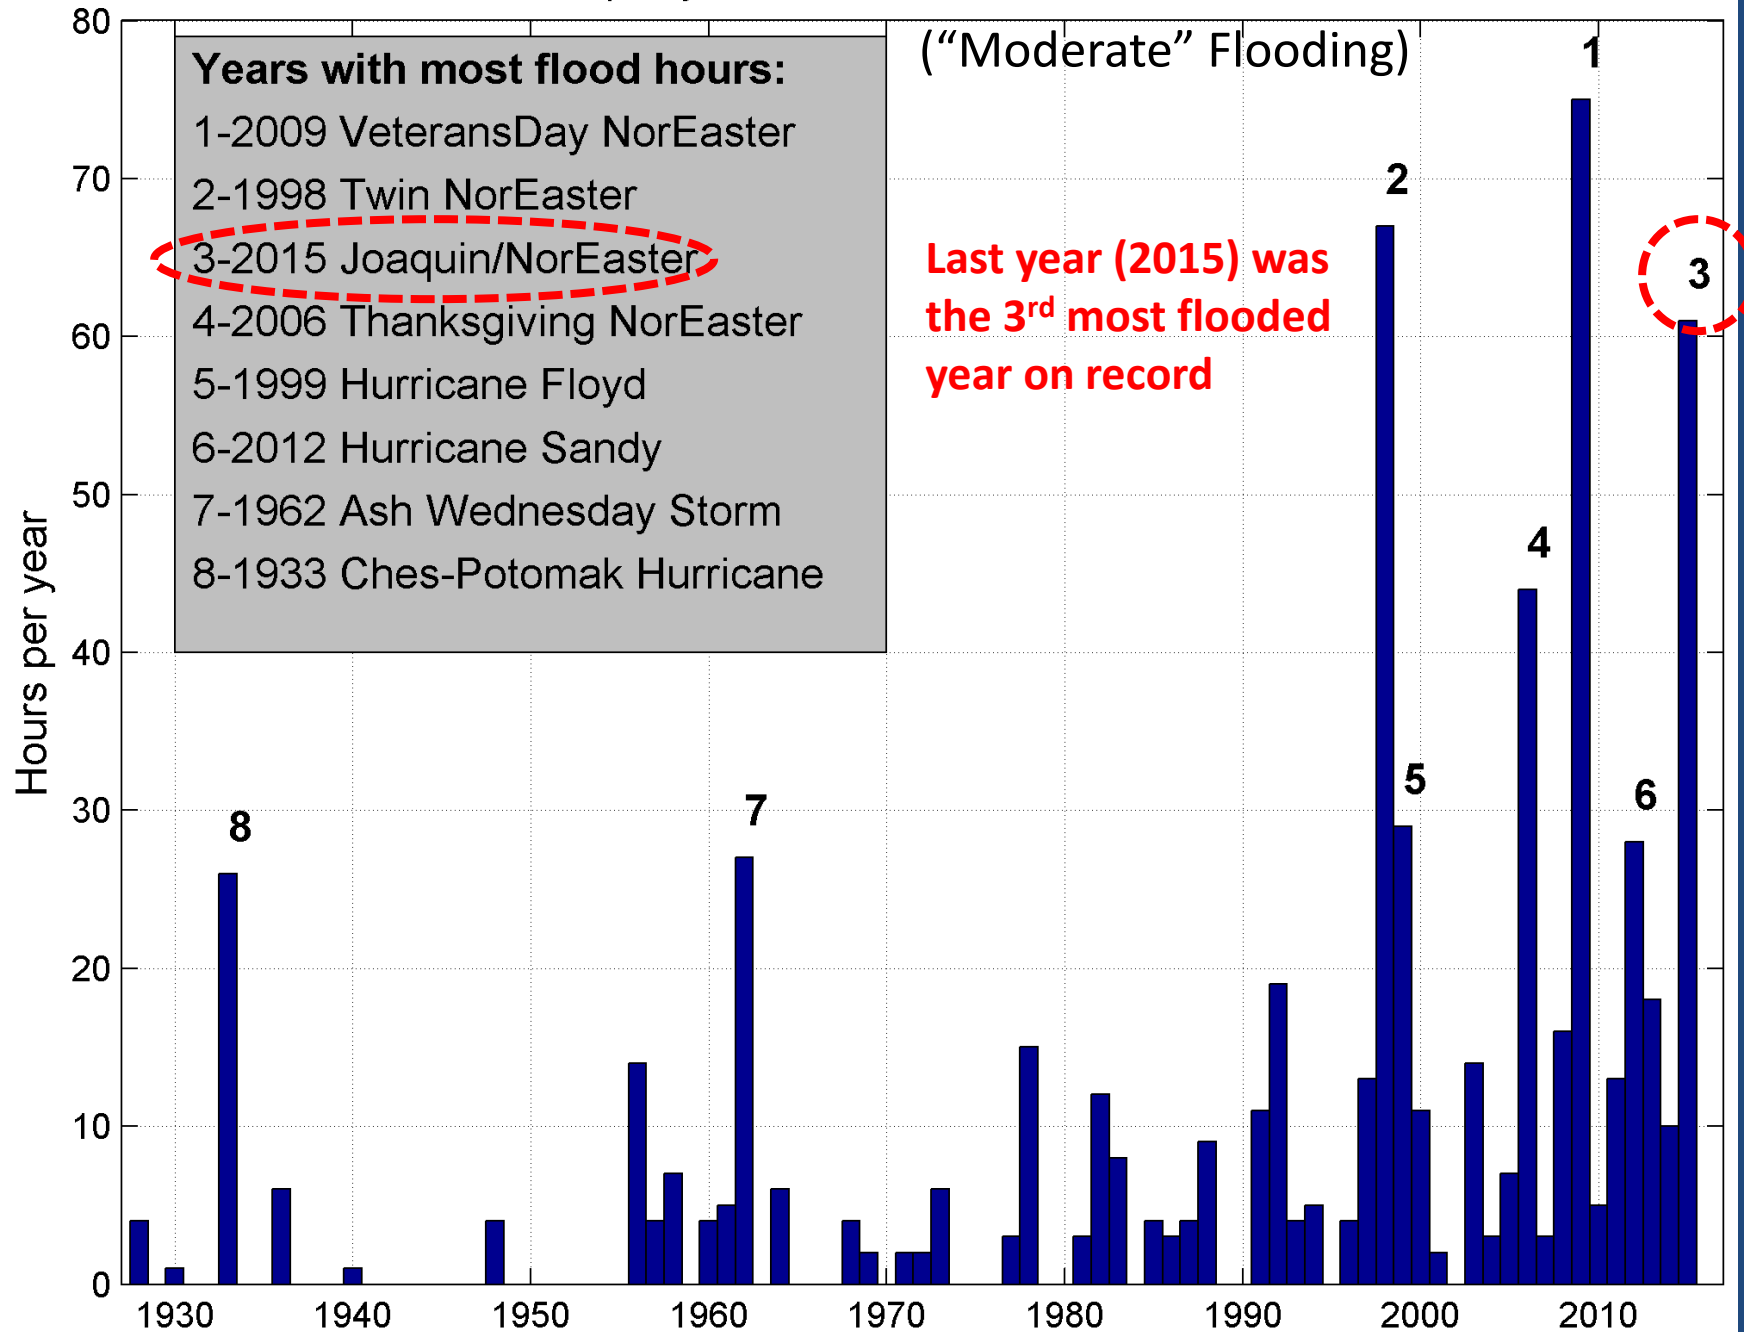 80
("Moderate" Flooding)
1
Years with most flood hours:
1-2009 VeteransDay NorEaster
2-1998 Twin NorEaster
3-2015 Joaquin/NorEaster
4-2006 Thanksgiving NorEaster
5-1999 Hurricane Floyd
6-2012 Hurricane Sandy
7-1962 Ash Wednesday Storm
8-1933 Ches-Potomak Hurricane
70
2
Last year (2015) was
the 3rd most flooded
year on record
3
60
50
4
Hours per year
40
5
6
7
30
8
20
10
0
1930 1940 1950 1960 1970 1980 1990 2000 2010